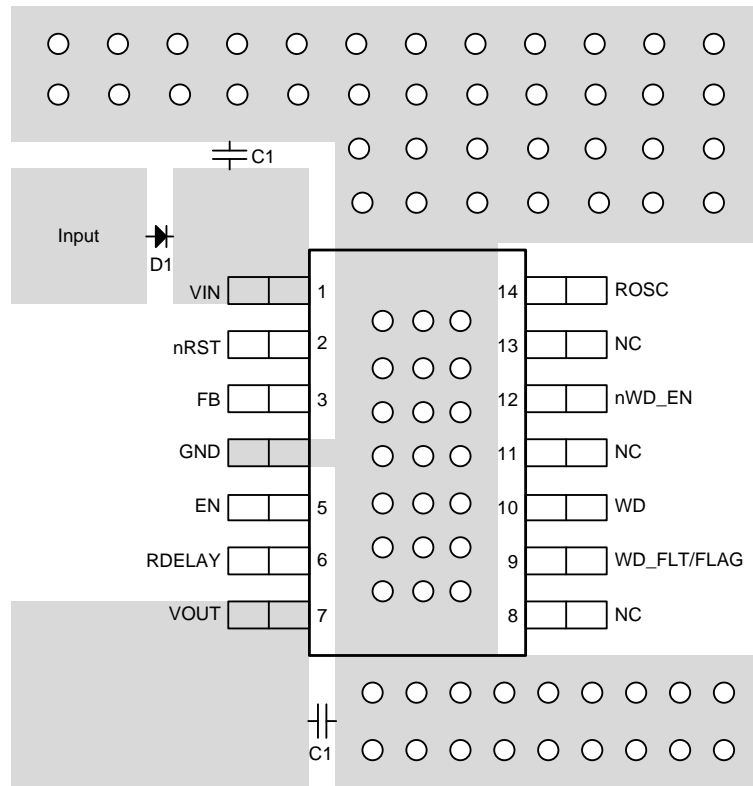 C1
Input
D1
VIN 1 14 ROSC
nRST 2 13 NC
FB 3 12 nWD_EN
GND 11 NC
EN 5 10 WD
RDELAY 6 9 WD_FLT/FLAG
VOUT 7 8 NC
C1